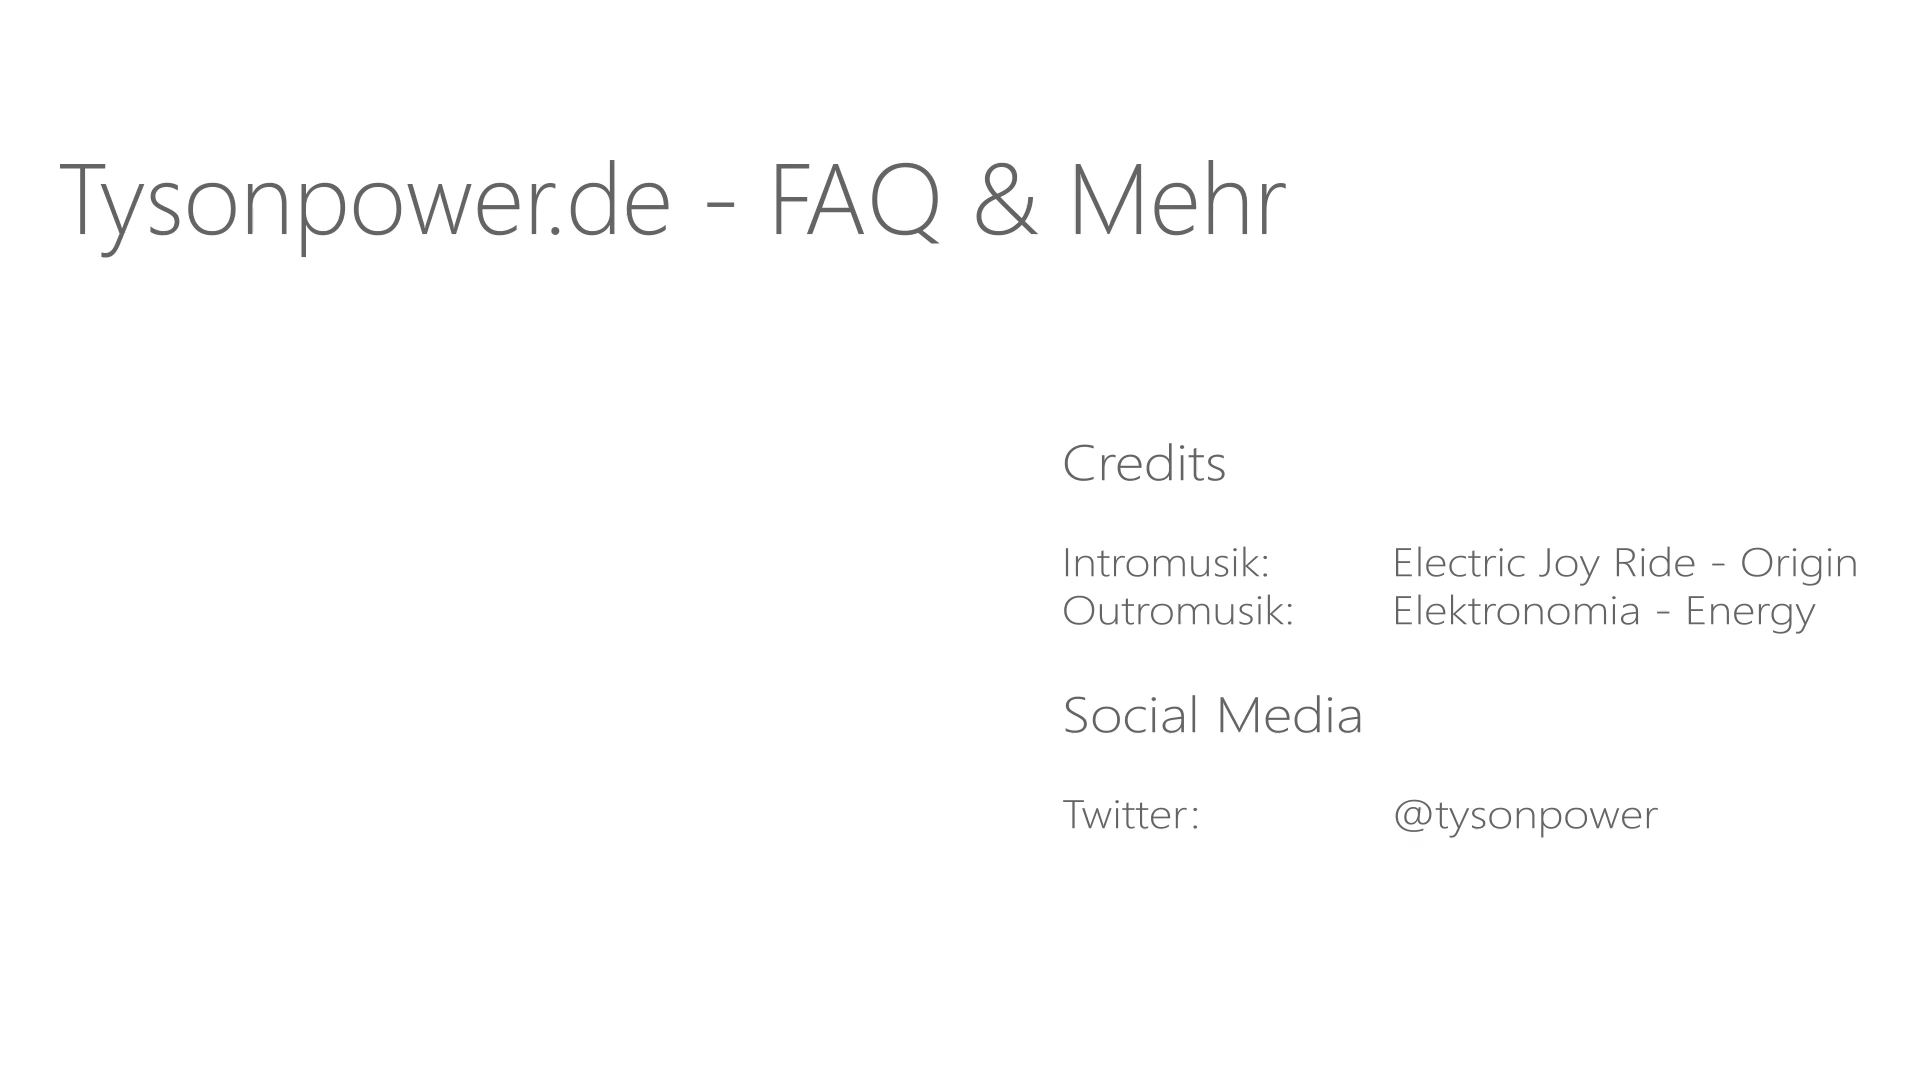 Tysonpower.de - FAQ & Mehr
Credits
Intromusik: Electric Joy Ride - Origin
Outromusik: Elektronomia - Energy
Social Media
Twitter: @tysonpower